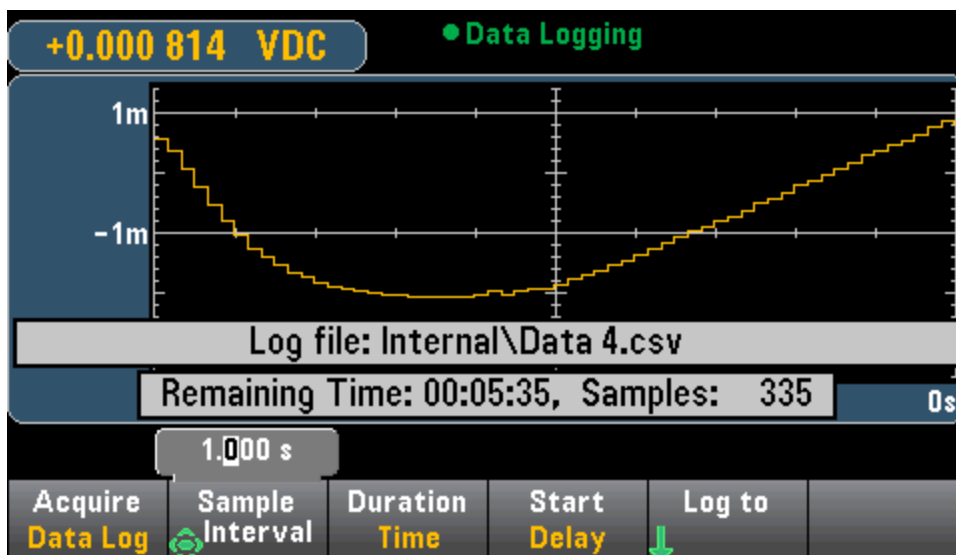 +0.000 814 VDC
Data Logging
1m
-1m
Log file: Internal\Data 4.csv
Remaining Time: 00:05:35, Samples: 335
0s
1.000 s
Acquire
Data Log
Sample
Interval
Duration
Time
Start
Delay
Log to